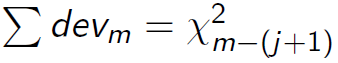 ∑ dev_m = χ²_{m−(j+1)}